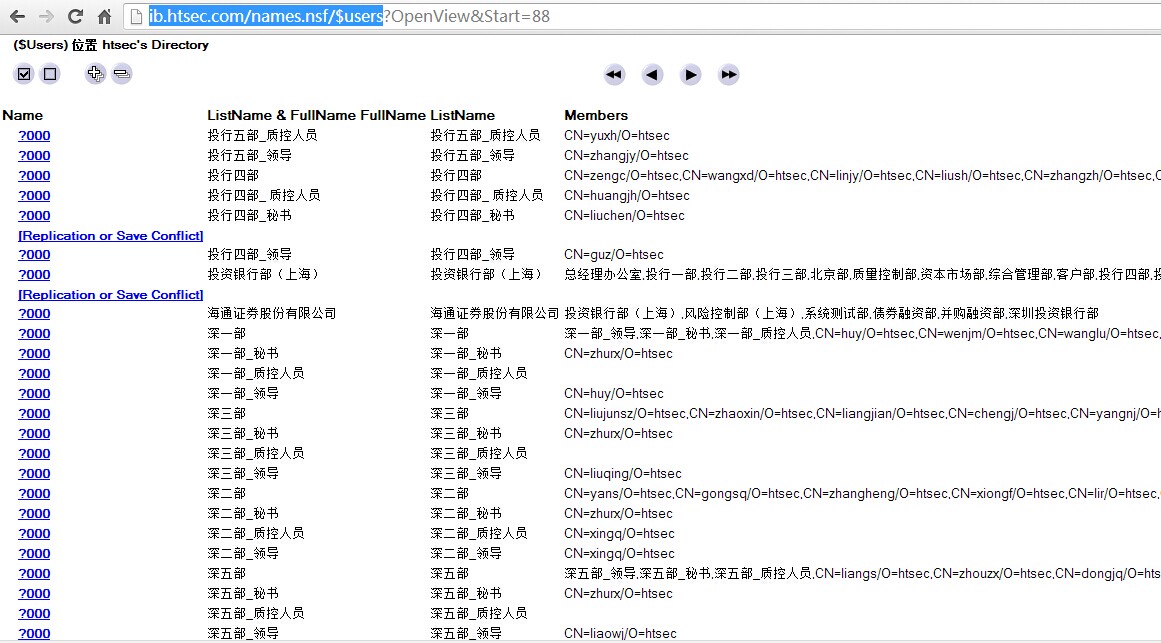 ib.htsec.com/names.nsf/$users?OpenView&Start=88
($Users) 位置 htsec's Directory
Name ListName & FullName FullName ListName Members
?000 投行五部_质控人员 投行五部_质控人员 CN=yuxh/O=htsec
?000 投行五部_领导 投行五部_领导 CN=zhangjy/O=htsec
?000 投行四部 投行四部 CN=zengc/O=htsec,CN=wangxd/O=htsec,CN=linjy/O=htsec,CN=liush/O=htsec,CN=zhangzh/O=htsec,C
?000 投行四部_ 质控人员 投行四部_ 质控人员 CN=huangjh/O=htsec
?000 投行四部_秘书 投行四部_秘书 CN=liuchen/O=htsec
[Replication or Save Conflict]
?000 投行四部_领导 投行四部_领导 CN=guz/O=htsec
?000 投资银行部（上海） 投资银行部（上海） 总经理办公室,投行一部,投行二部,投行三部,北京部,质量控制部,资本市场部,综合管理部,客户部,投行四部,投
[Replication or Save Conflict]
?000 海通证券股份有限公司 海通证券股份有限公司 投资银行部（上海）,风险控制部（上海）,系统测试部,债券融资部,并购融资部,深圳投资银行部
?000 深一部 深一部 深一部_领导,深一部_秘书,深一部_质控人员,CN=huy/O=htsec,CN=wenjm/O=htsec,CN=wanglu/O=htsec,
?000 深一部_秘书 深一部_秘书 CN=zhurx/O=htsec
?000 深一部_质控人员 深一部_质控人员
?000 深一部_领导 深一部_领导 CN=huy/O=htsec
?000 深三部 深三部 CN=liujunsz/O=htsec,CN=zhaoxin/O=htsec,CN=liangjian/O=htsec,CN=chengj/O=htsec,CN=yangnj/O=h
?000 深三部_秘书 深三部_秘书 CN=zhurx/O=htsec
?000 深三部_质控人员 深三部_质控人员
?000 深三部_领导 深三部_领导 CN=liuqing/O=htsec
?000 深二部 深二部 CN=yans/O=htsec,CN=gongsq/O=htsec,CN=zhangheng/O=htsec,CN=xiongf/O=htsec,CN=lir/O=htsec,
?000 深二部_秘书 深二部_秘书 CN=zhurx/O=htsec
?000 深二部_质控人员 深二部_质控人员 CN=xingq/O=htsec
?000 深二部_领导 深二部_领导 CN=xingq/O=htsec
?000 深五部 深五部 深五部_领导,深五部_秘书,深五部_质控人员,CN=liangs/O=htsec,CN=zhouzx/O=htsec,CN=dongjq/O=hts
?000 深五部_秘书 深五部_秘书 CN=zhurx/O=htsec
?000 深五部_质控人员 深五部_质控人员
?000 深五部_领导 深五部_领导 CN=liaowj/O=htsec